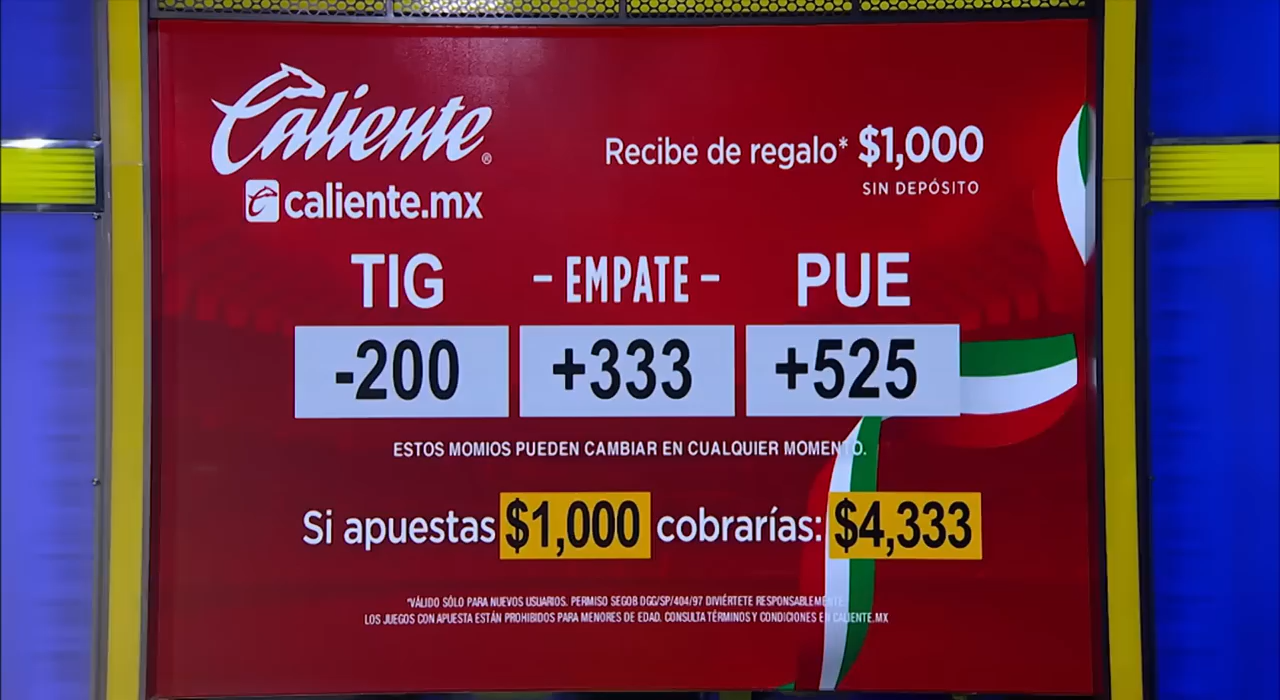 Caliente®
caliente.mx
Recibe de regalo* $1,000
SIN DEPÓSITO
TIG - EMPATE - PUE
-200 +333 +525
ESTOS MOMIOS PUEDEN CAMBIAR EN CUALQUIER MOMENTO.
Si apuestas $1,000 cobrarías: $4,333
*VÁLIDO SÓLO PARA NUEVOS USUARIOS. PERMISO SEGOB DGG/SP/404/97 DIVIÉRTETE RESPONSABLEMENTE
LOS JUEGOS CON APUESTA ESTÁN PROHIBIDOS PARA MENORES DE EDAD. CONSULTA TÉRMINOS Y CONDICIONES EN CALIENTE.MX